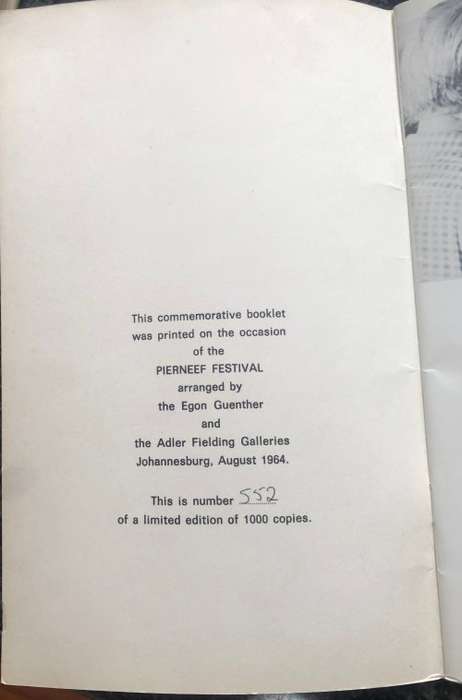 This commemorative booklet
was printed on the occasion
of the
PIERNEEF FESTIVAL
arranged by
the Egon Guenther
and
the Adler Fielding Galleries
Johannesburg, August 1964.
This is number 552
of a limited edition of 1000 copies.